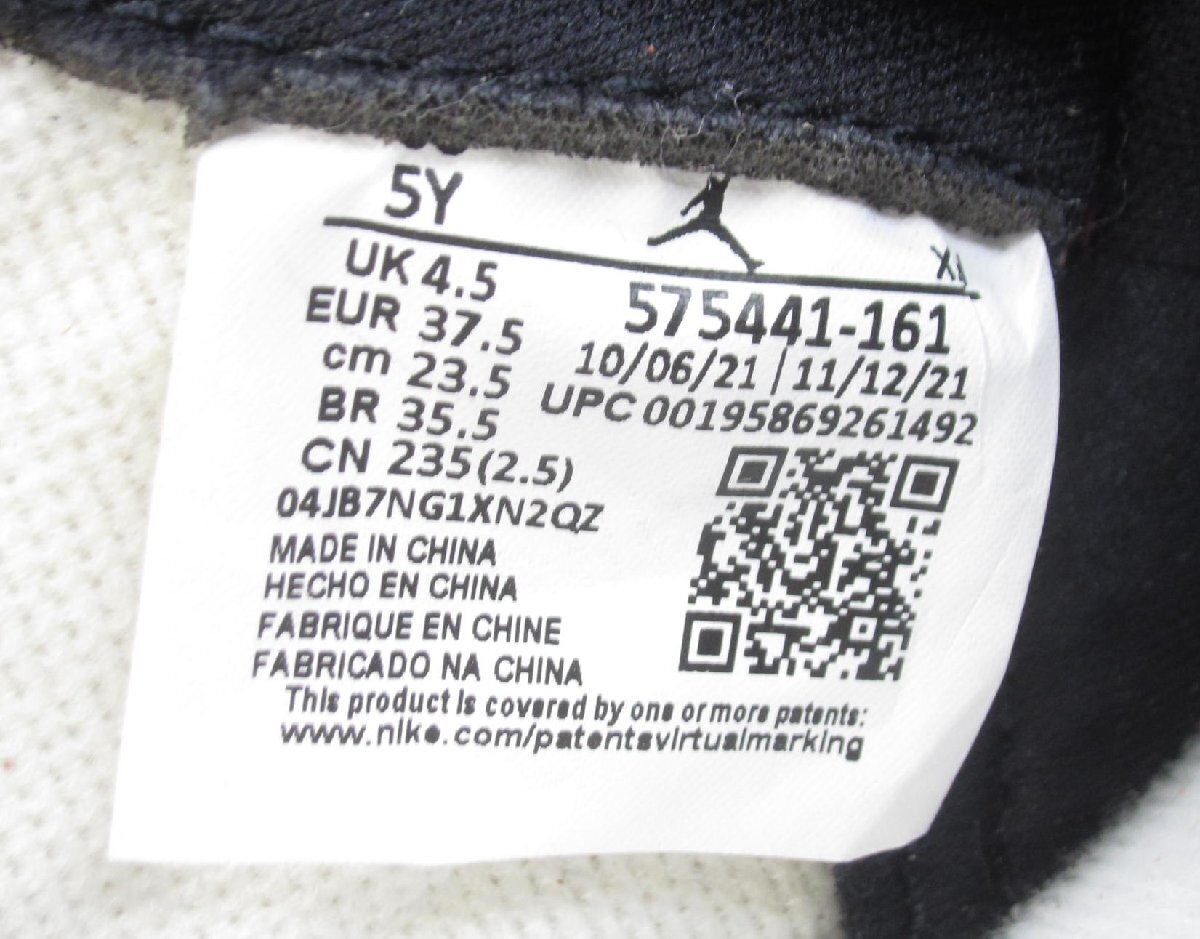 5Y
UK 4.5
EUR 37.5
cm 23.5
BR 35.5
CN 235(2.5)
04JB7NG1XN2QZ
575441-161
10/06/21 | 11/12/21
UPC 00195869261492
MADE IN CHINA
HECHO EN CHINA
FABRIQUE EN CHINE
FABRICADO NA CHINA
This product is covered by one or more patents:
www.nike.com/patentsvirtualmarking